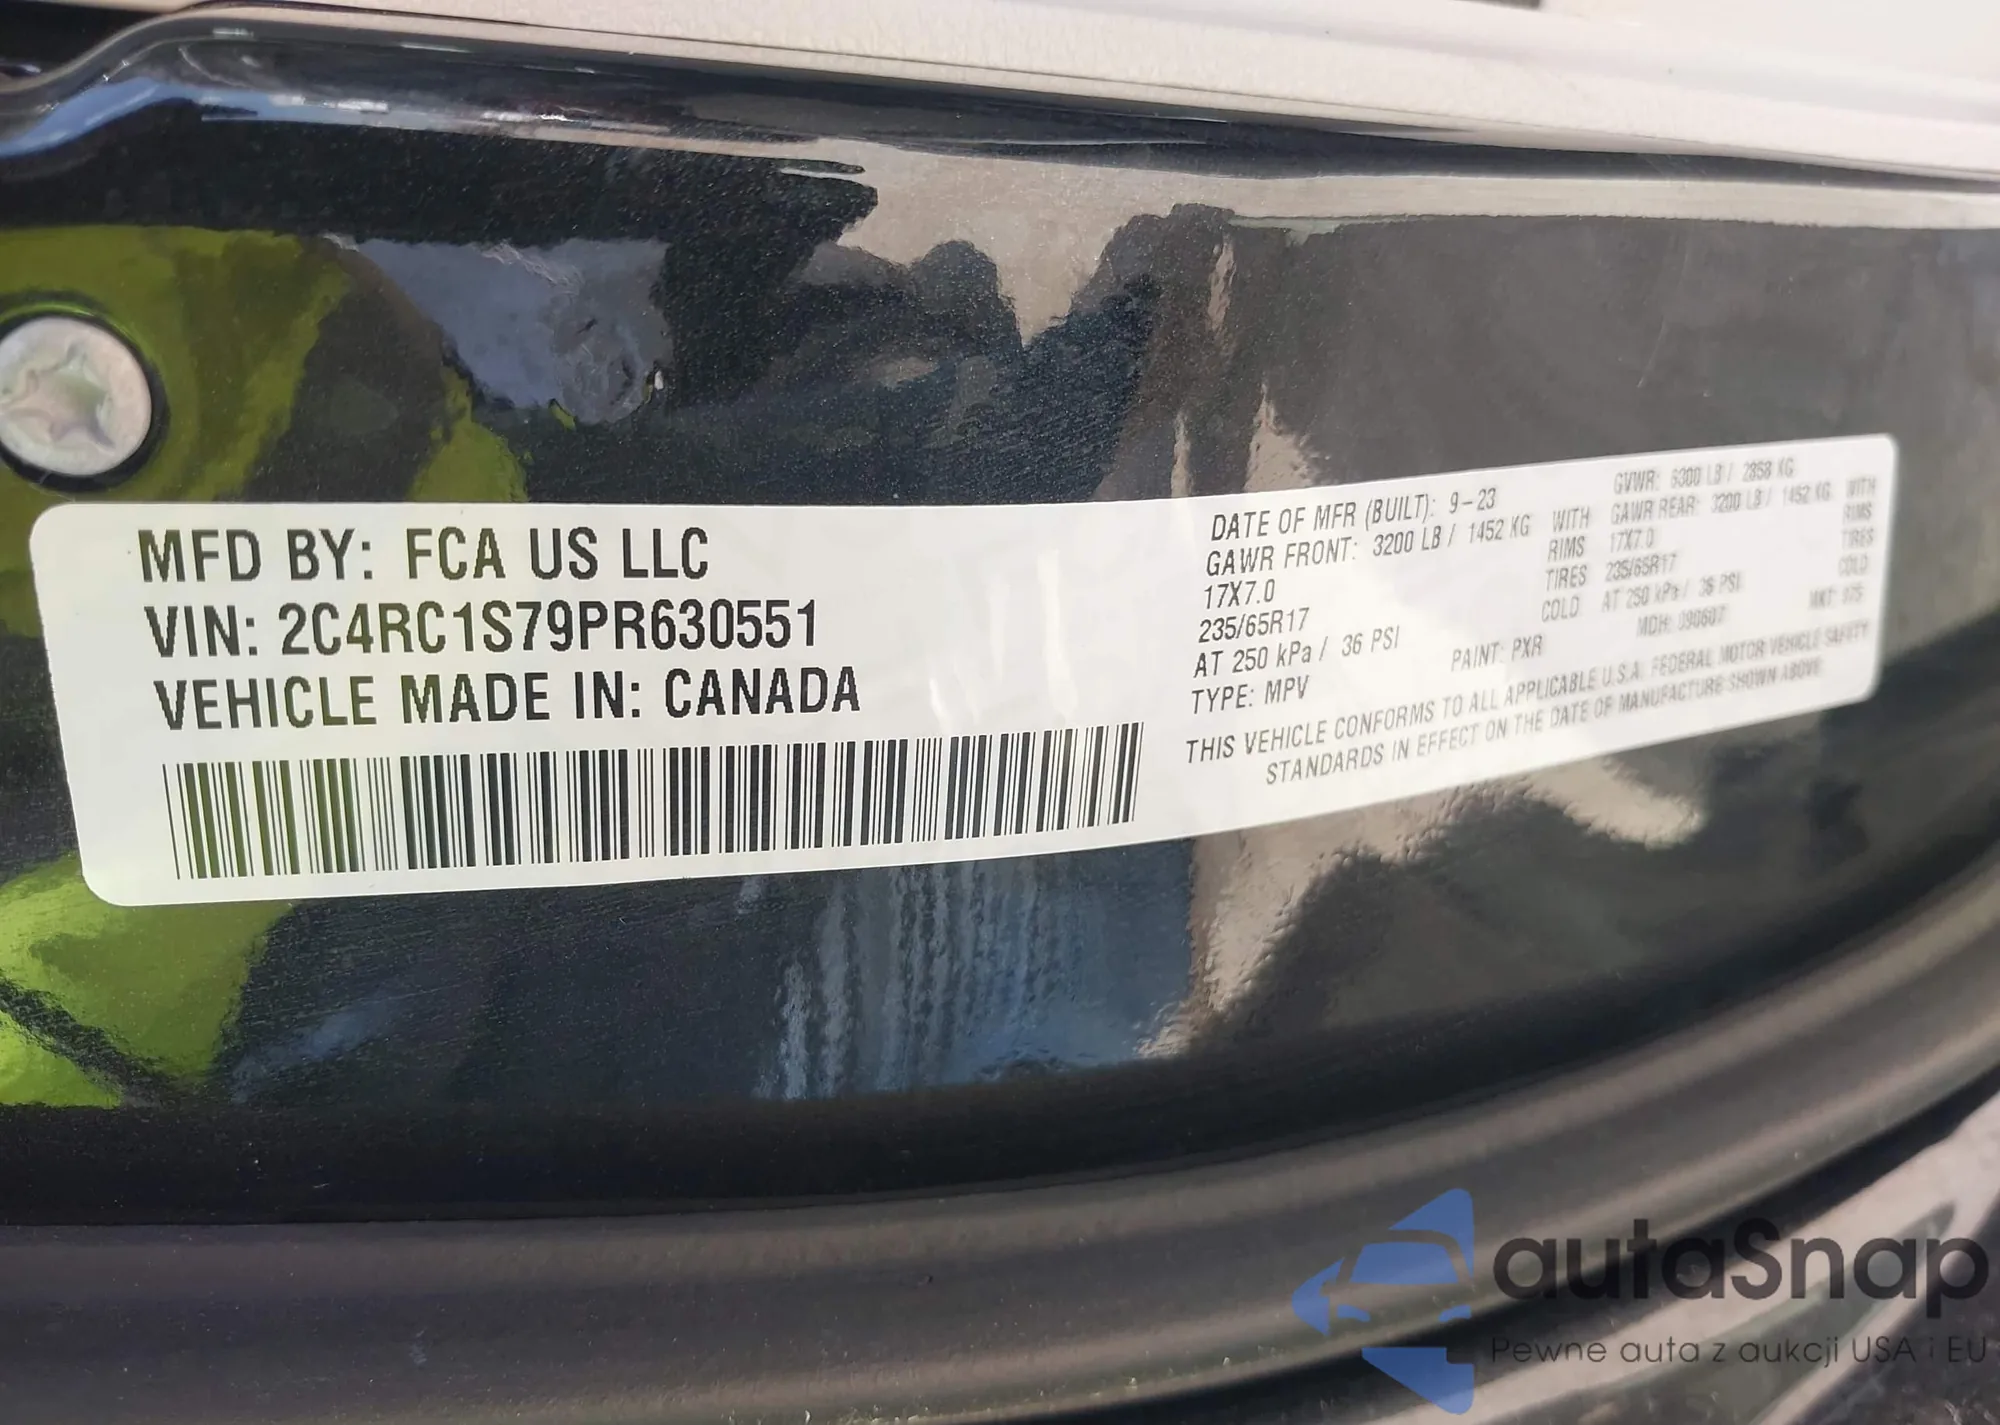 MFD BY: FCA US LLC
VIN: 2C4RC1S79PR630551
VEHICLE MADE IN: CANADA
DATE OF MFR (BUILT): 9-23
GAWR FRONT: 3200 LB / 1452 KG WITH
17X7.0 RIMS
235/65R17 TIRES
AT 250 kPa / 36 PSI COLD
TYPE: MPV PAINT: PXR
GVWR: 6300 LB / 2858 KG
GAWR REAR: 3200 LB / 1452 KG WITH
17X7.0 RIMS
235/65R17 TIRES
AT 250 kPa / 36 PSI COLD
MDH: MKT:
THIS VEHICLE CONFORMS TO ALL APPLICABLE U.S.A. FEDERAL MOTOR VEHICLE SAFETY
STANDARDS IN EFFECT ON THE DATE OF MANUFACTURE SHOWN ABOVE.
autaSnap
Pewne auta z aukcji USA i EU